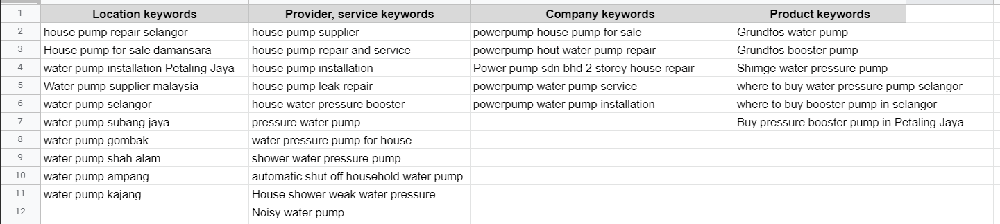 1 Location keywords Provider, service keywords Company keywords Product keywords
2 house pump repair selangor house pump supplier powerpump house pump for sale Grundfos water pump
3 House pump for sale damansara house pump repair and service powerpump hout water pump repair Grundfos booster pump
4 water pump installation Petaling Jaya house pump installation Power pump sdn bhd 2 storey house repair Shimge water pressure pump
5 Water pump supplier malaysia house pump leak repair powerpump water pump service where to buy water pressure pump selangor
6 water pump selangor house water pressure booster powerpump water pump installation where to buy booster pump in selangor
7 water pump subang jaya pressure water pump Buy pressure booster pump in Petaling Jaya
8 water pump gombak water pressure pump for house
9 water pump shah alam shower water pressure pump
10 water pump ampang automatic shut off household water pump
11 water pump kajang House shower weak water pressure
12 Noisy water pump